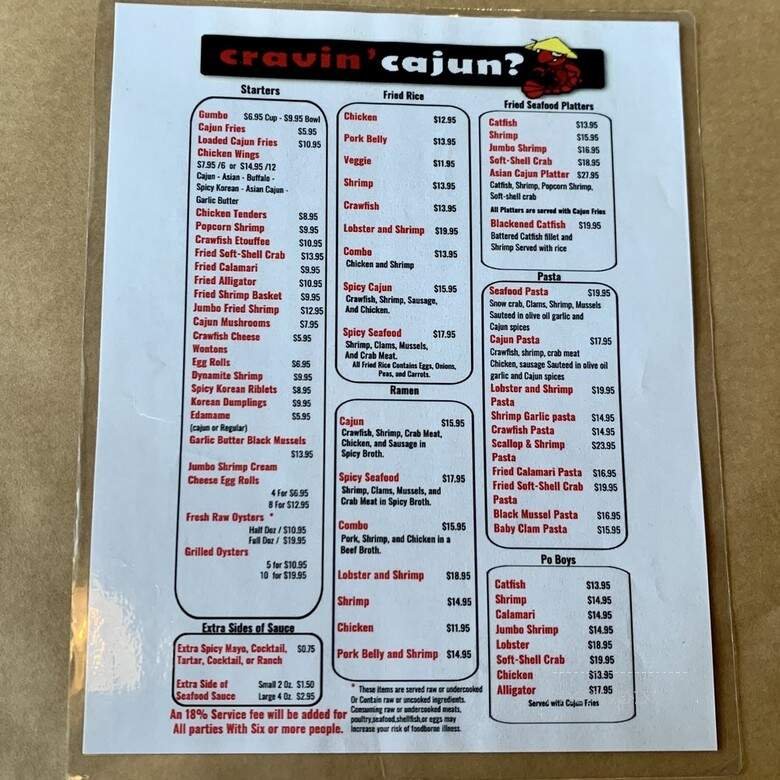 cravin' cajun?
Starters
Gumbo $6.95 Cup - $9.95 Bowl
Cajun Fries $5.95
Loaded Cajun Fries $10.95
Chicken Wings
$7.95 /6 or $14.95 /12
Cajun - Asian - Buffalo -
Spicy Korean - Asian Cajun -
Garlic Butter
Chicken Tenders $8.95
Popcorn Shrimp $9.95
Crawfish Etouffee $10.95
Fried Soft-Shell Crab $13.95
Fried Calamari $9.95
Fried Alligator $10.95
Fried Shrimp Basket $9.95
Jumbo Fried Shrimp $12.95
Cajun Mushrooms $7.95
Crawfish Cheese $5.95
Wontons
Egg Rolls $6.95
Dynamite Shrimp $9.95
Spicy Korean Riblets $8.95
Korean Dumplings $9.95
Edamame $5.95
(cajun or Regular)
Garlic Butter Black Mussels
$13.95
Jumbo Shrimp Cream
Cheese Egg Rolls
4 For $6.95
8 For $12.95
Fresh Raw Oysters *
Half Doz / $10.95
Full Doz / $19.95
Grilled Oysters
5 for $10.95
10 for $19.95
Extra Sides of Sauce
Extra Spicy Mayo, Cocktail, $0.75
Tartar, Cocktail, or Ranch
Extra Side of Small 2 Oz. $1.50
Seafood Sauce Large 4 Oz. $2.95
An 18% Service fee will be added for
All parties With Six or more people.
Fried Rice
Chicken $12.95
Pork Belly $13.95
Veggie $11.95
Shrimp $13.95
Crawfish $13.95
Lobster and Shrimp $19.95
Combo $13.95
Chicken and Shrimp
Spicy Cajun $15.95
Crawfish, Shrimp, Sausage,
And Chicken.
Spicy Seafood $17.95
Shrimp, Clams, Mussels,
And Crab Meat.
All Fried Rice Contains Eggs, Onions,
Peas, and Carrots.
Ramen
Cajun $15.95
Crawfish, Shrimp, Crab Meat,
Chicken, and Sausage in
Spicy Broth.
Spicy Seafood $17.95
Shrimp, Clams, Mussels, and
Crab Meat in Spicy Broth.
Combo $15.95
Pork, Shrimp, and Chicken in a
Beef Broth.
Lobster and Shrimp $18.95
Shrimp $14.95
Chicken $11.95
Pork Belly and Shrimp $14.95
* These items are served raw or undercooked
Or Contain raw or uncooked ingredients.
Consuming raw or undercooked meats,
poultry,seafood,shellfish,or eggs may
increase your risk of foodborne illness.
Fried Seafood Platters
Catfish $13.95
Shrimp $15.95
Jumbo Shrimp $16.95
Soft-Shell Crab $18.95
Asian Cajun Platter $27.95
Catfish, Shrimp, Popcorn Shrimp,
Soft-shell crab
All Platters are served with Cajun Fries
Blackened Catfish $19.95
Battered Catfish fillet and
Shrimp Served with rice
Pasta
Seafood Pasta $19.95
Snow crab, Clams, Shrimp, Mussels
Sauteed in olive oil garlic and
Cajun spices
Cajun Pasta $17.95
Crawfish, shrimp, crab meat
Chicken, sausage Sauteed in olive oil
garlic and Cajun spices
Lobster and Shrimp $19.95
Pasta
Shrimp Garlic pasta $14.95
Crawfish Pasta $14.95
Scallop & Shrimp $23.95
Pasta
Fried Calamari Pasta $16.95
Fried Soft-Shell Crab $19.95
Pasta
Black Mussel Pasta $16.95
Baby Clam Pasta $15.95
Po Boys
Catfish $13.95
Shrimp $14.95
Calamari $14.95
Jumbo Shrimp $14.95
Lobster $18.95
Soft-Shell Crab $19.95
Chicken $13.95
Alligator $17.95
Served with Cajun Fries